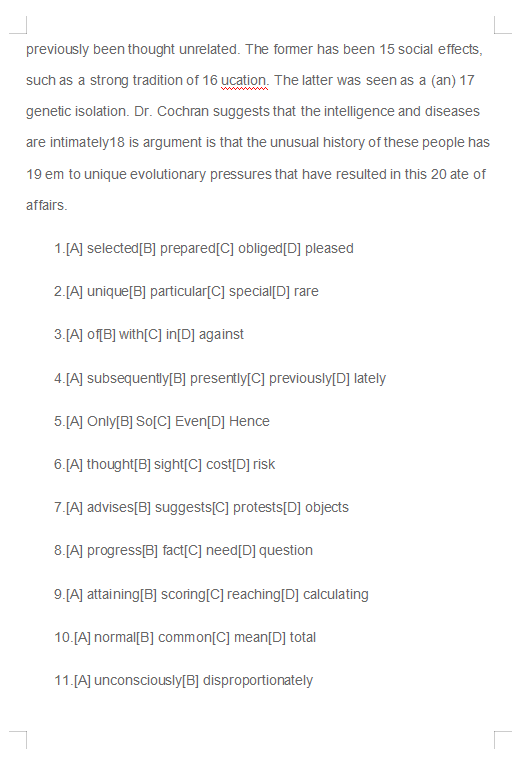 previously been thought unrelated. The former has been 15 social effects,
such as a strong tradition of 16 ucation. The latter was seen as a (an) 17
genetic isolation. Dr. Cochran suggests that the intelligence and diseases
are intimately18 is argument is that the unusual history of these people has
19 em to unique evolutionary pressures that have resulted in this 20 ate of
affairs.
1.[A] selected[B] prepared[C] obliged[D] pleased
2.[A] unique[B] particular[C] special[D] rare
3.[A] of[B] with[C] in[D] against
4.[A] subsequently[B] presently[C] previously[D] lately
5.[A] Only[B] So[C] Even[D] Hence
6.[A] thought[B] sight[C] cost[D] risk
7.[A] advises[B] suggests[C] protests[D] objects
8.[A] progress[B] fact[C] need[D] question
9.[A] attaining[B] scoring[C] reaching[D] calculating
10.[A] normal[B] common[C] mean[D] total
11.[A] unconsciously[B] disproportionately